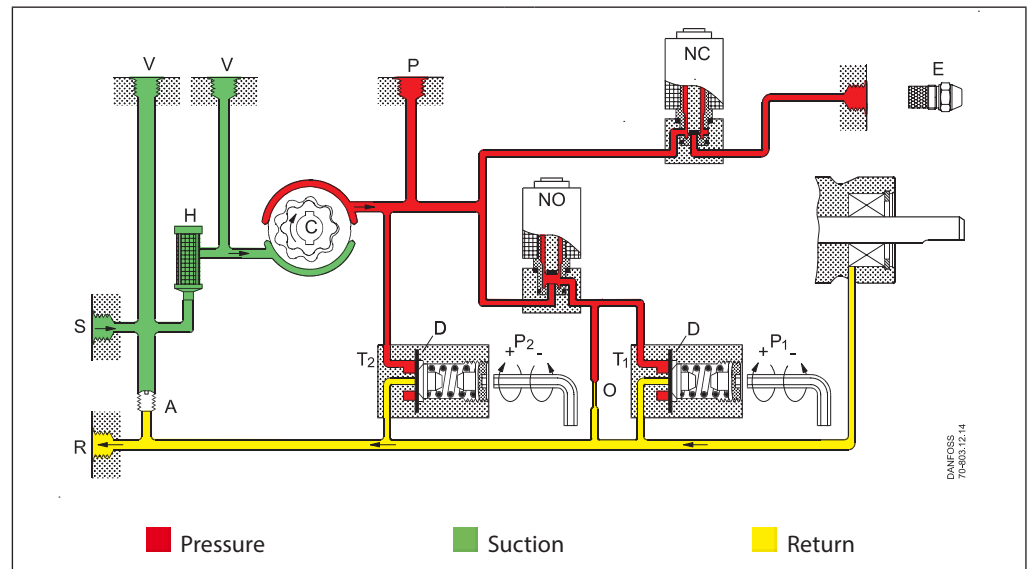 NC
V V P E
NO
H
C
S
D D
T2 +P2- T1 +P1-
O
A
R
DANFOSS
70-803.12.14
Pressure Suction Return